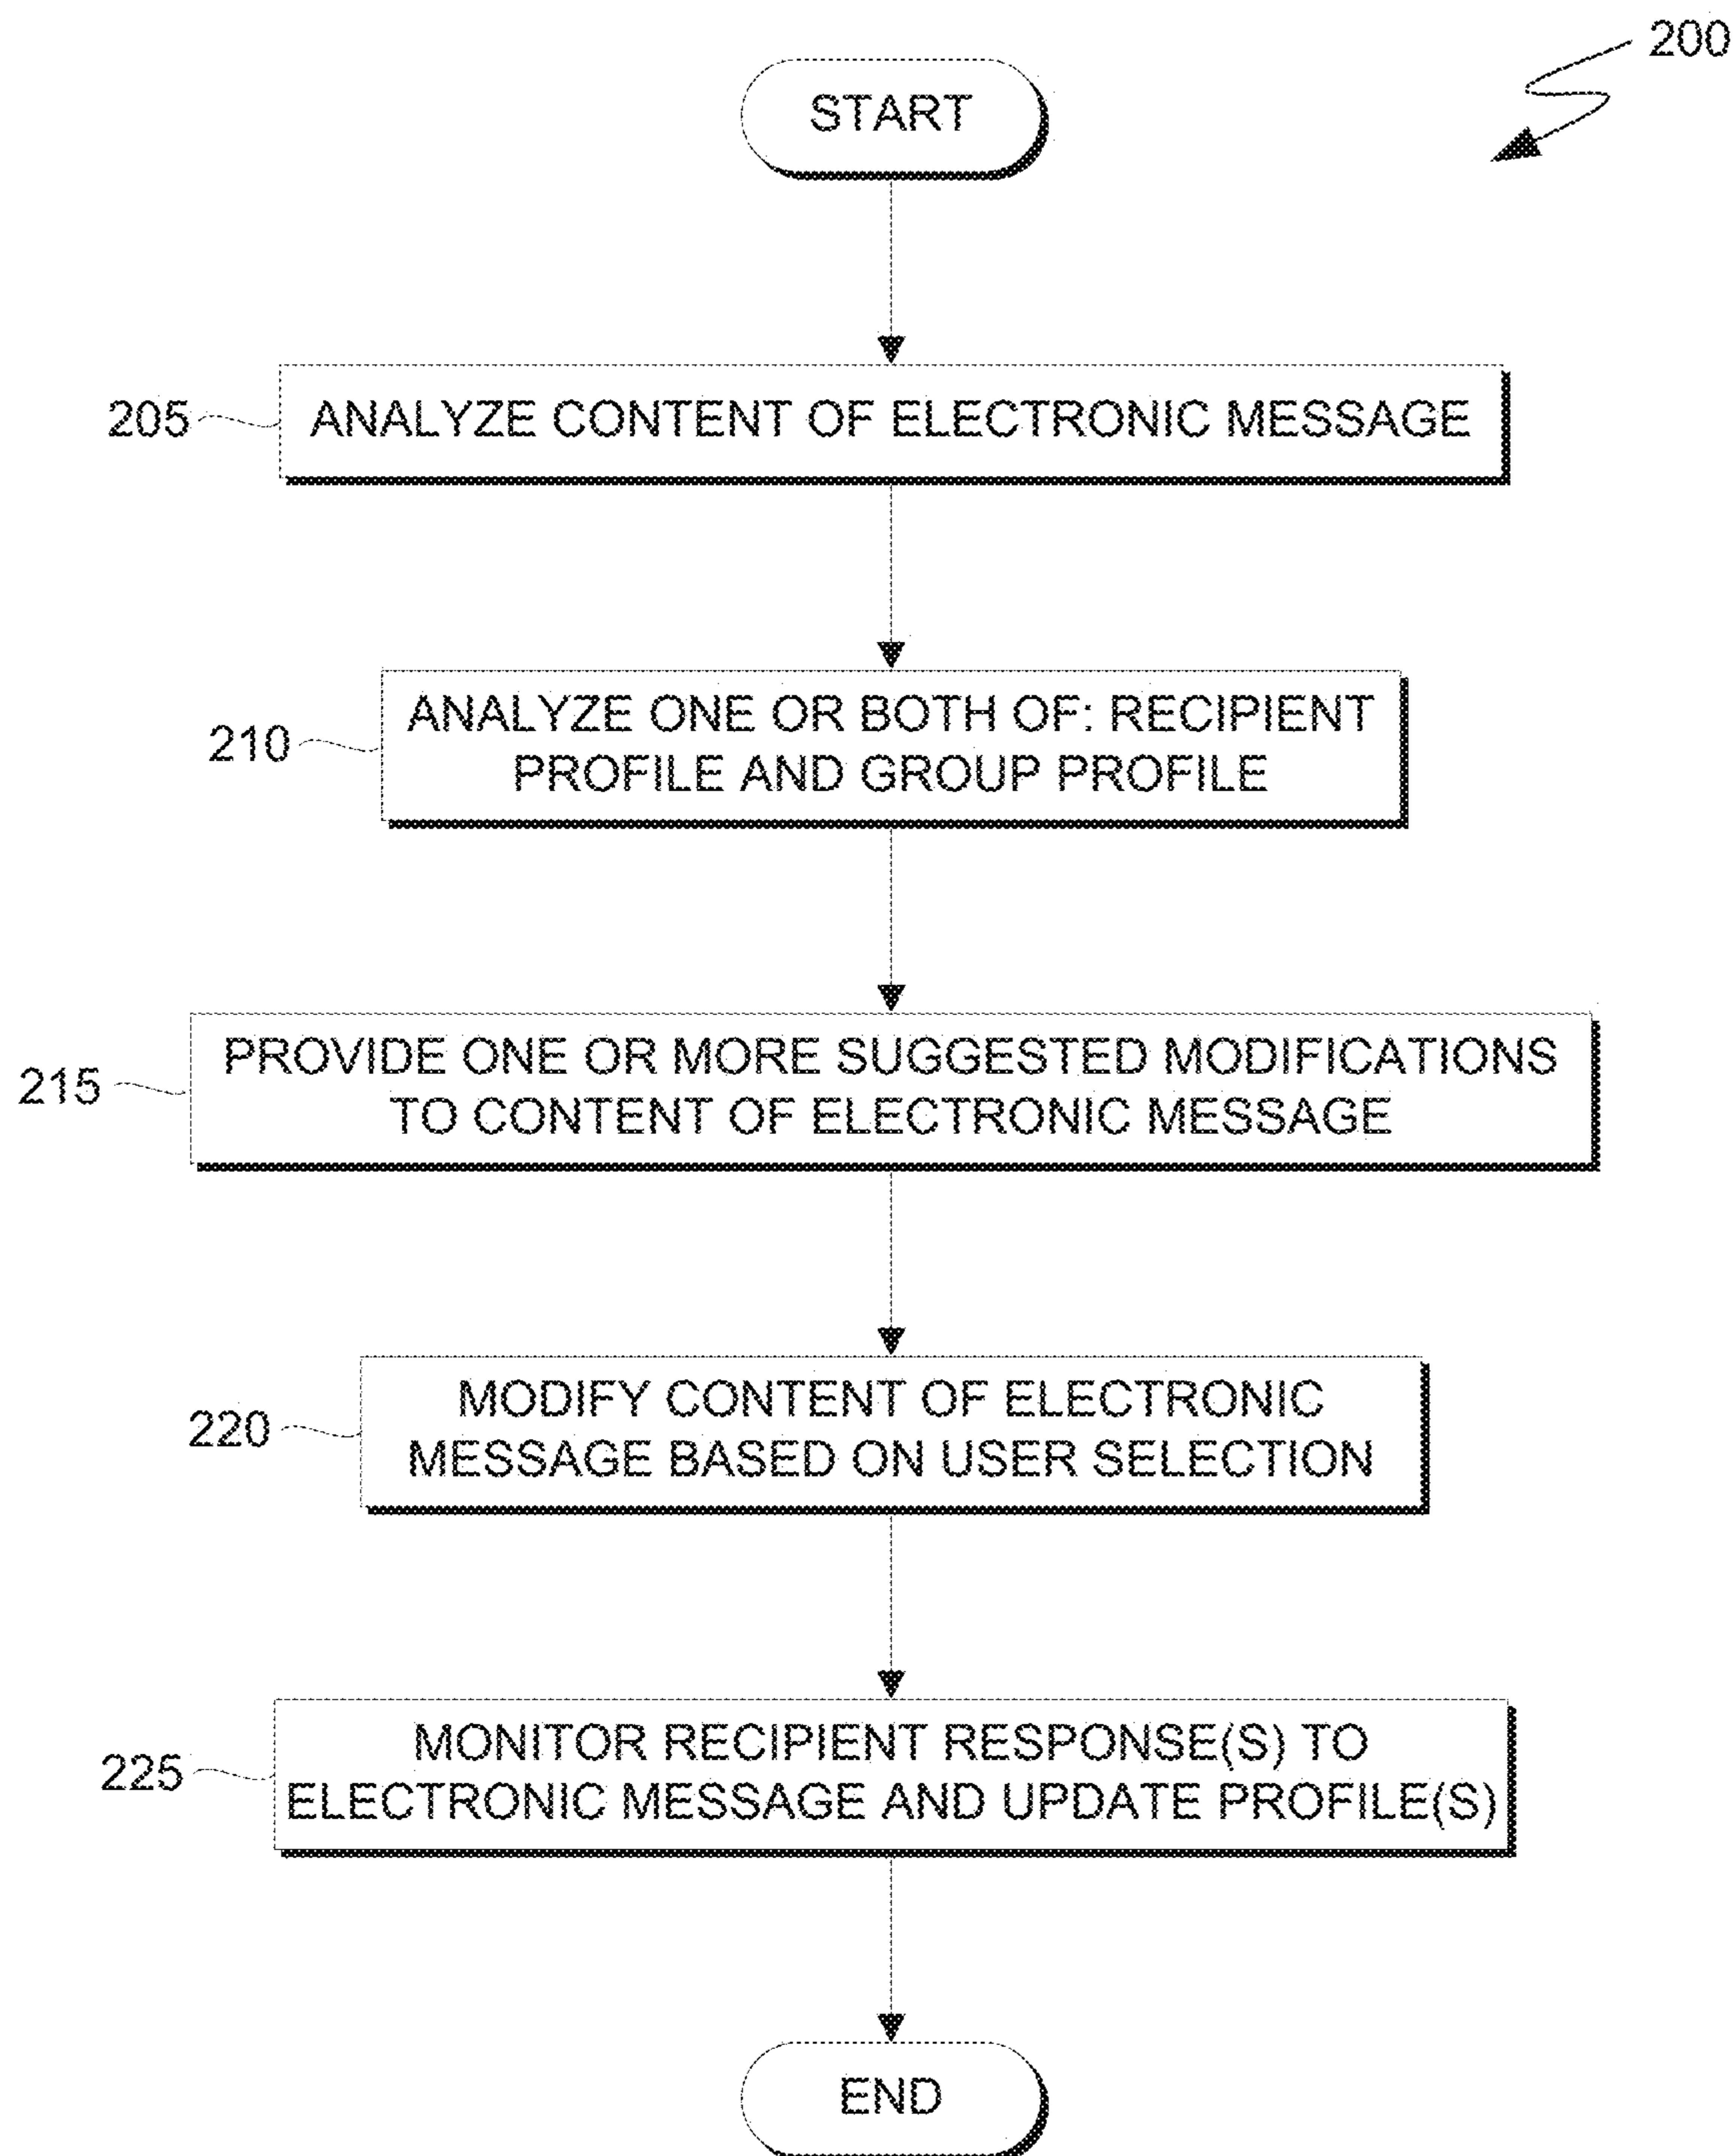 200
START
205
ANALYZE CONTENT OF ELECTRONIC MESSAGE
210
ANALYZE ONE OR BOTH OF: RECIPIENT
PROFILE AND GROUP PROFILE
215
PROVIDE ONE OR MORE SUGGESTED MODIFICATIONS
TO CONTENT OF ELECTRONIC MESSAGE
220
MODIFY CONTENT OF ELECTRONIC
MESSAGE BASED ON USER SELECTION
225
MONITOR RECIPIENT RESPONSE(S) TO
ELECTRONIC MESSAGE AND UPDATE PROFILE(S)
END